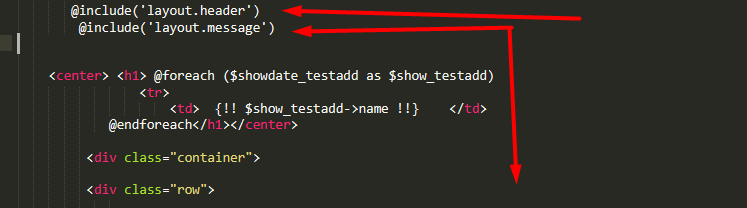 @include('layout.header')
@include('layout.message')
<center> <h1> @foreach ($showdate_testadd as $show_testadd)
<tr>
<td>  {!! $show_testadd->name !!}    </td>
@endforeach</h1></center>
<div class="container">
<div class="row">